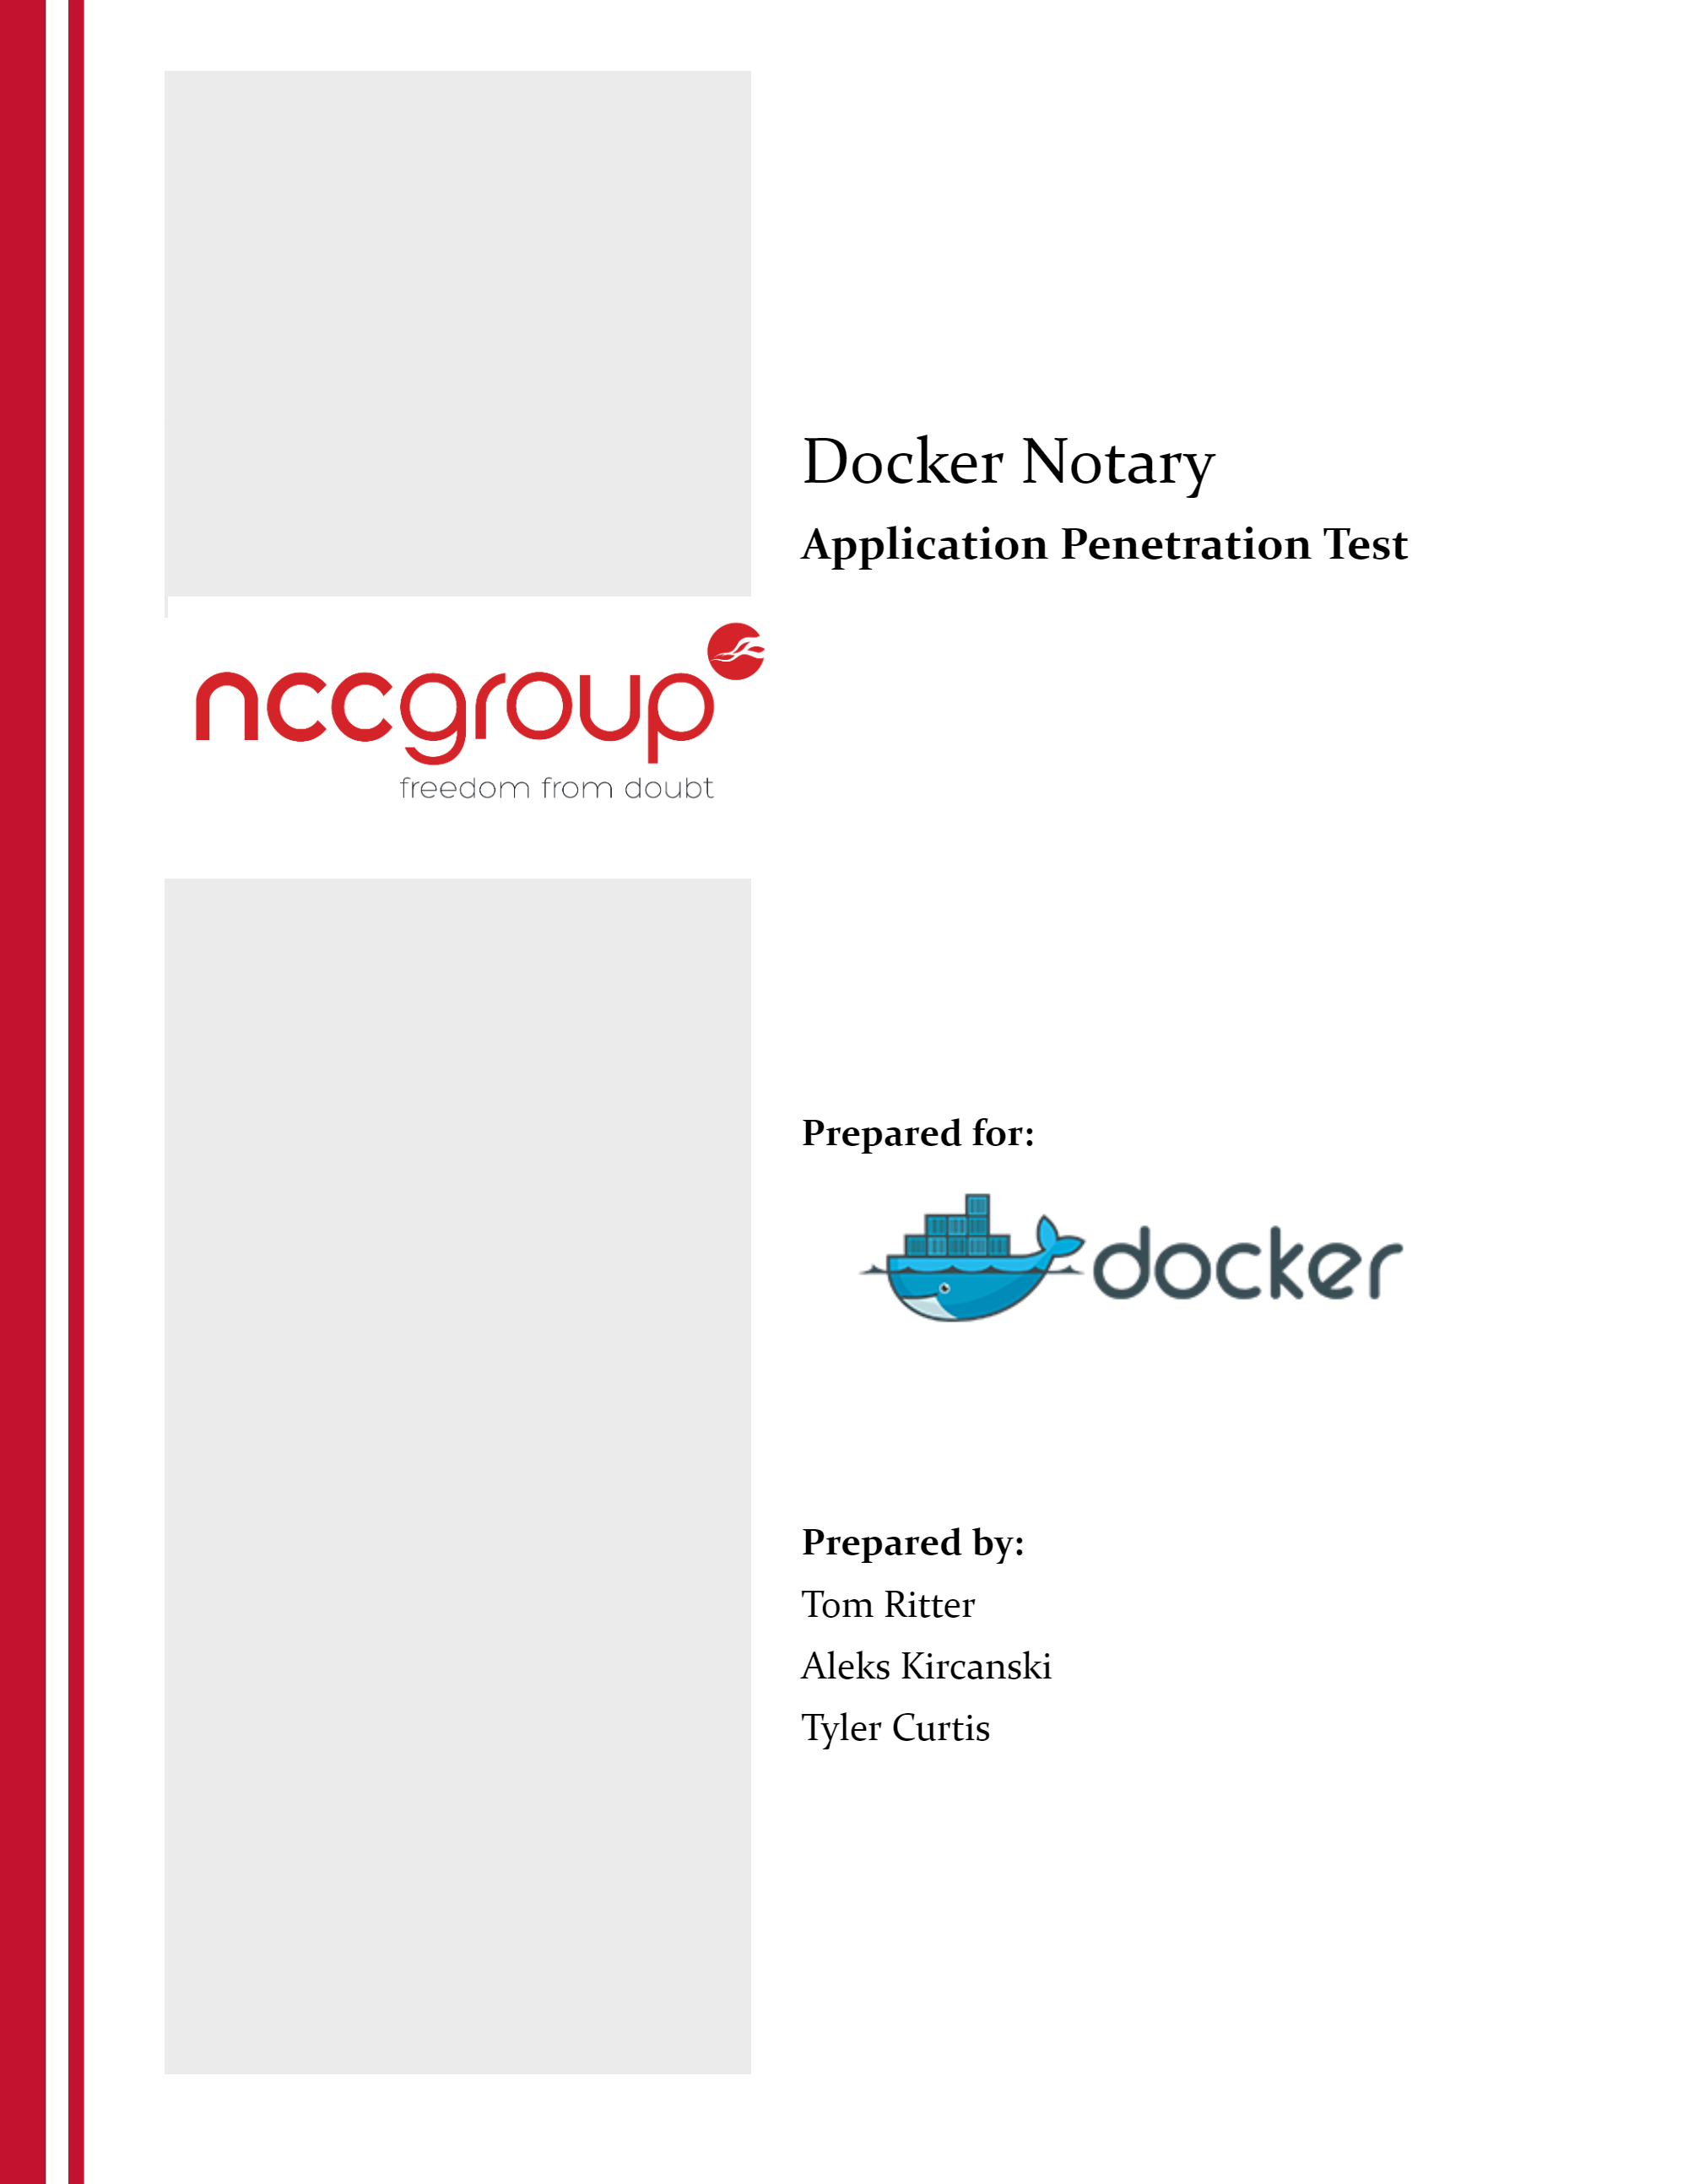 Docker Notary
Application Penetration Test
nccgroup
freedom from doubt
Prepared for:
docker
Prepared by:
Tom Ritter
Aleks Kircanski
Tyler Curtis